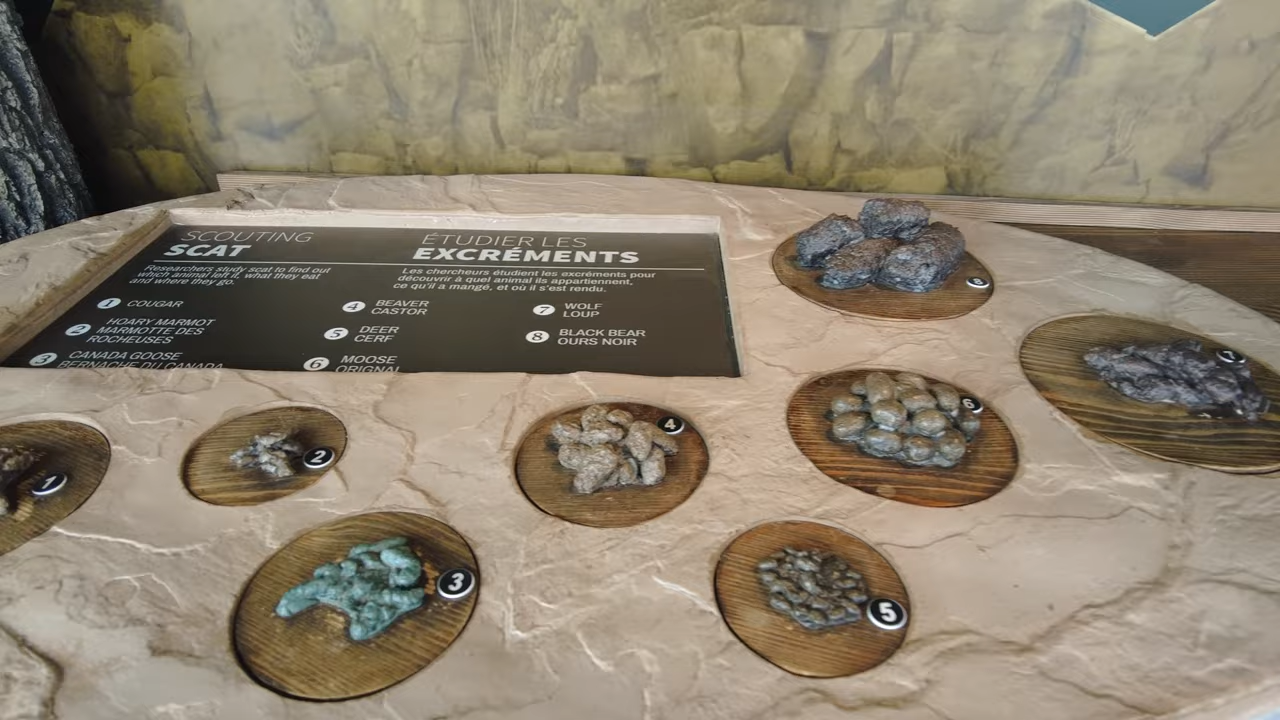 SCOUTING
SCAT
Researchers study scat to find out
which animal left it, what they eat
and where they go.
ÉTUDIER LES
EXCRÉMENTS
Les chercheurs étudient les excréments pour
découvrir à quel animal ils appartiennent,
ce qu'il a mangé, et où il s'est rendu.
1 COUGAR
2 HOARY MARMOT
MARMOTTE DES
ROCHEUSES
3 CANADA GOOSE
BERNACHE DU CANADA
4 BEAVER
CASTOR
5 DEER
CERF
6 MOOSE
ORIGNAL
7 WOLF
LOUP
8 BLACK BEAR
OURS NOIR
8
7
6
4
2
1
3
5